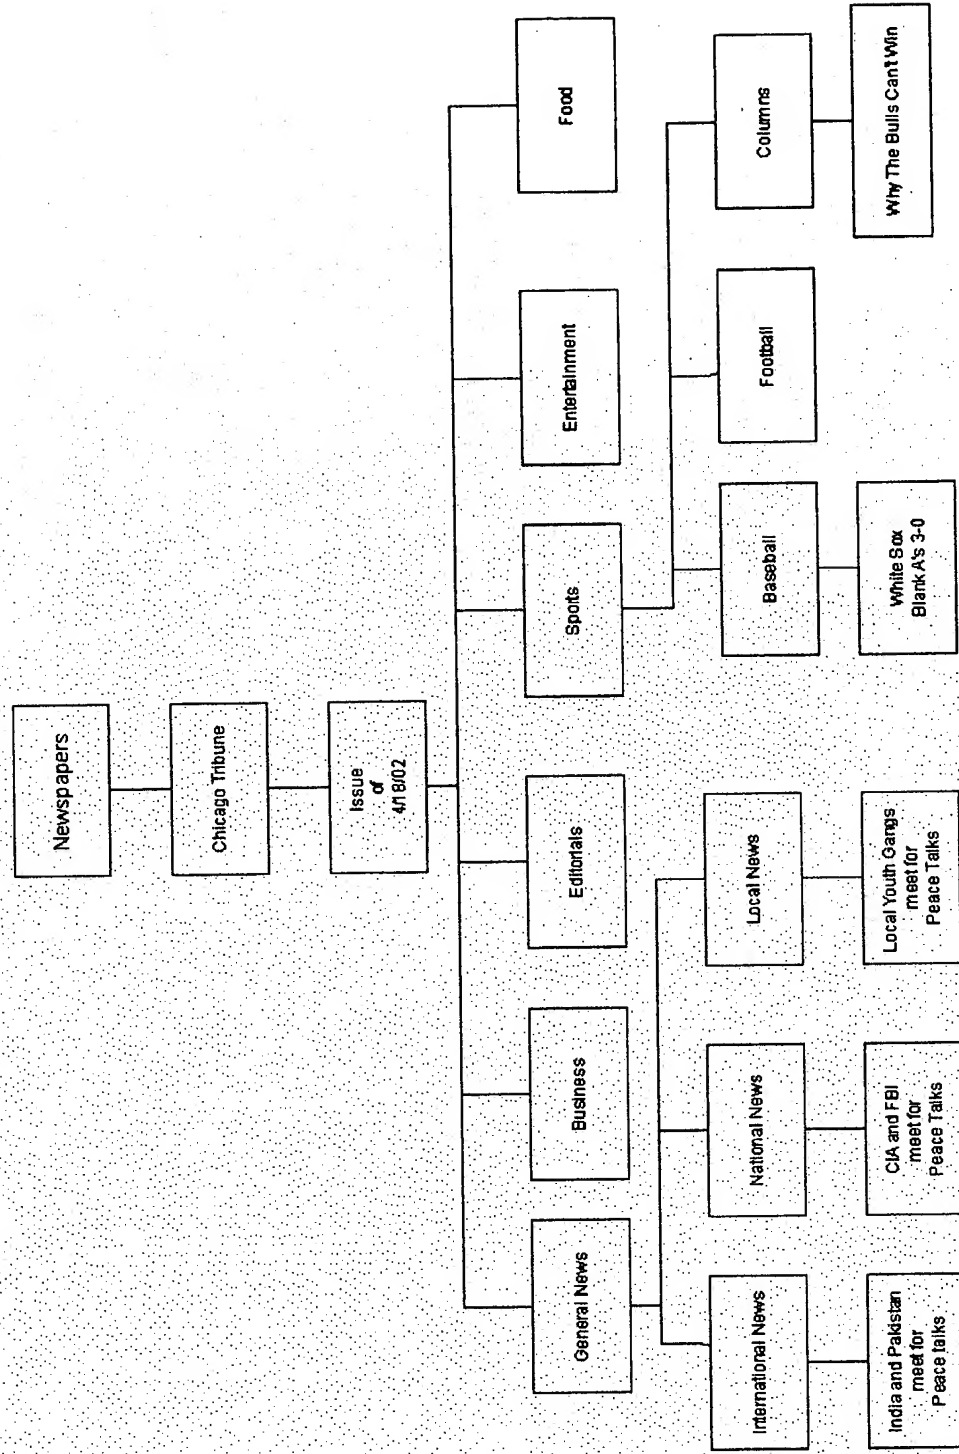 Newspapers
Chicago Tribune
Issue
of
4/18/02
General News
Business
Editorials
Sports
Entertainment
Food
International News
National News
Local News
Baseball
Football
Columns
India and Pakistan
meet for
Peace talks
CIA and FBI
meet for
Peace Talks
Local Youth Gangs
meet for
Peace Talks
White Sox
Blank A's 3-0
Why The Bulls Can't Win